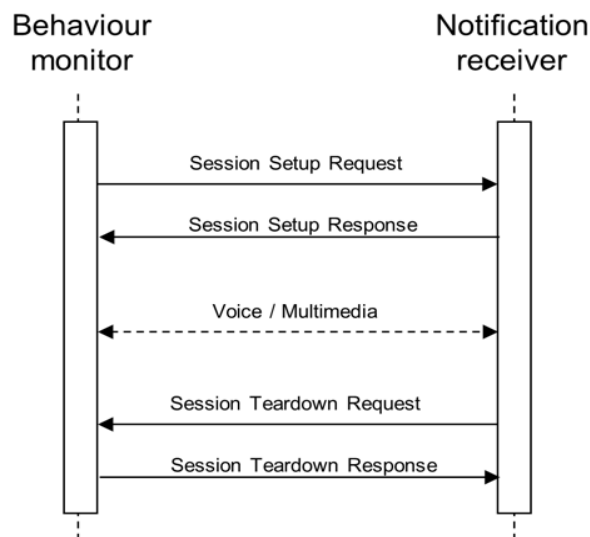 Behaviour
monitor
Notification
receiver
Session Setup Request
Session Setup Response
Voice / Multimedia
Session Teardown Request
Session Teardown Response